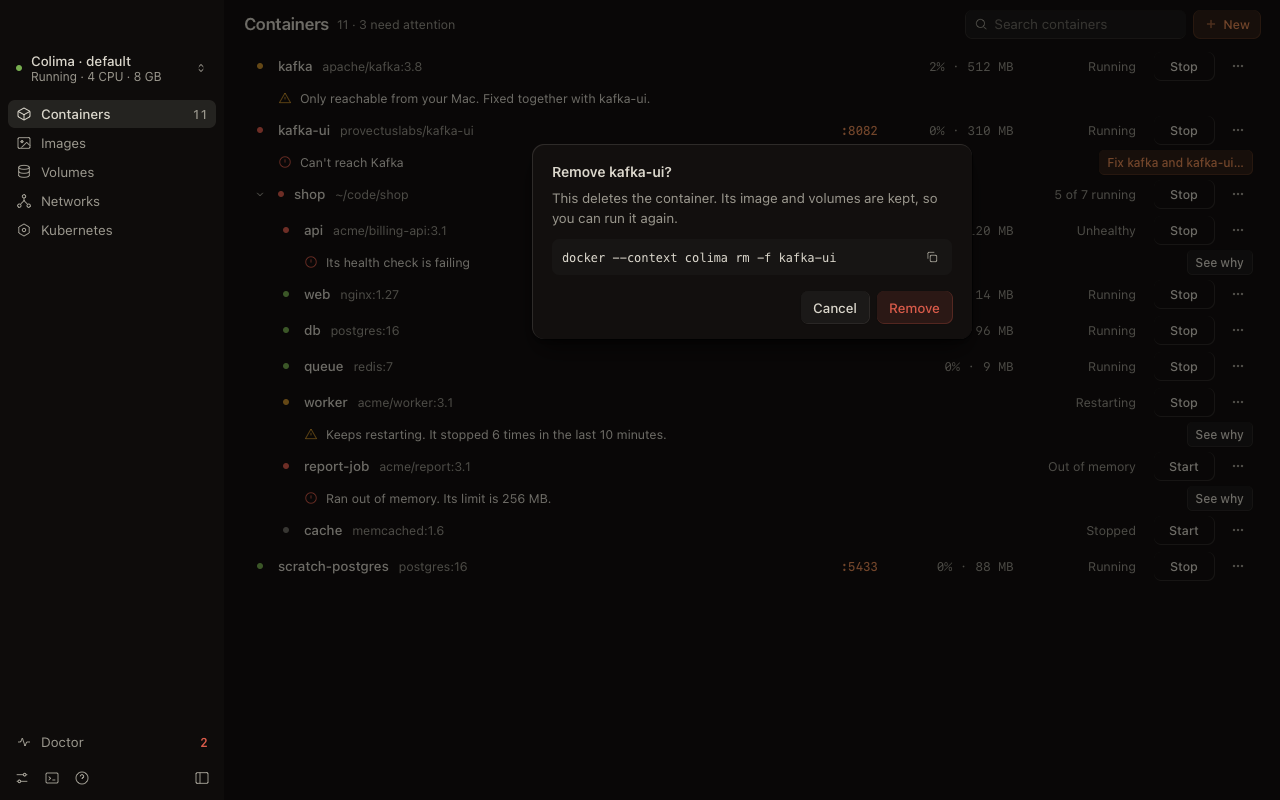 Containers 11 · 3 need attention
Search containers
New
Colima · default
Running · 4 CPU · 8 GB
Containers 11
Images
Volumes
Networks
Kubernetes
kafka apache/kafka:3.8 2% · 512 MB Running Stop
Only reachable from your Mac. Fixed together with kafka-ui.
kafka-ui provectuslabs/kafka-ui :8082 0% · 310 MB Running Stop
Can't reach Kafka Fix kafka and kafka-ui...
shop ~/code/shop 5 of 7 running Stop
api acme/billing-api:3.1 20 MB Unhealthy Stop
Its health check is failing See why
web nginx:1.27 14 MB Running Stop
db postgres:16 96 MB Running Stop
queue redis:7 0% · 9 MB Running Stop
worker acme/worker:3.1 Restarting Stop
Keeps restarting. It stopped 6 times in the last 10 minutes. See why
report-job acme/report:3.1 Out of memory Start
Ran out of memory. Its limit is 256 MB. See why
cache memcached:1.6 Stopped Start
scratch-postgres postgres:16 :5433 0% · 88 MB Running Stop
Remove kafka-ui?
This deletes the container. Its image and volumes are kept, so
you can run it again.
docker --context colima rm -f kafka-ui
Cancel Remove
Doctor 2